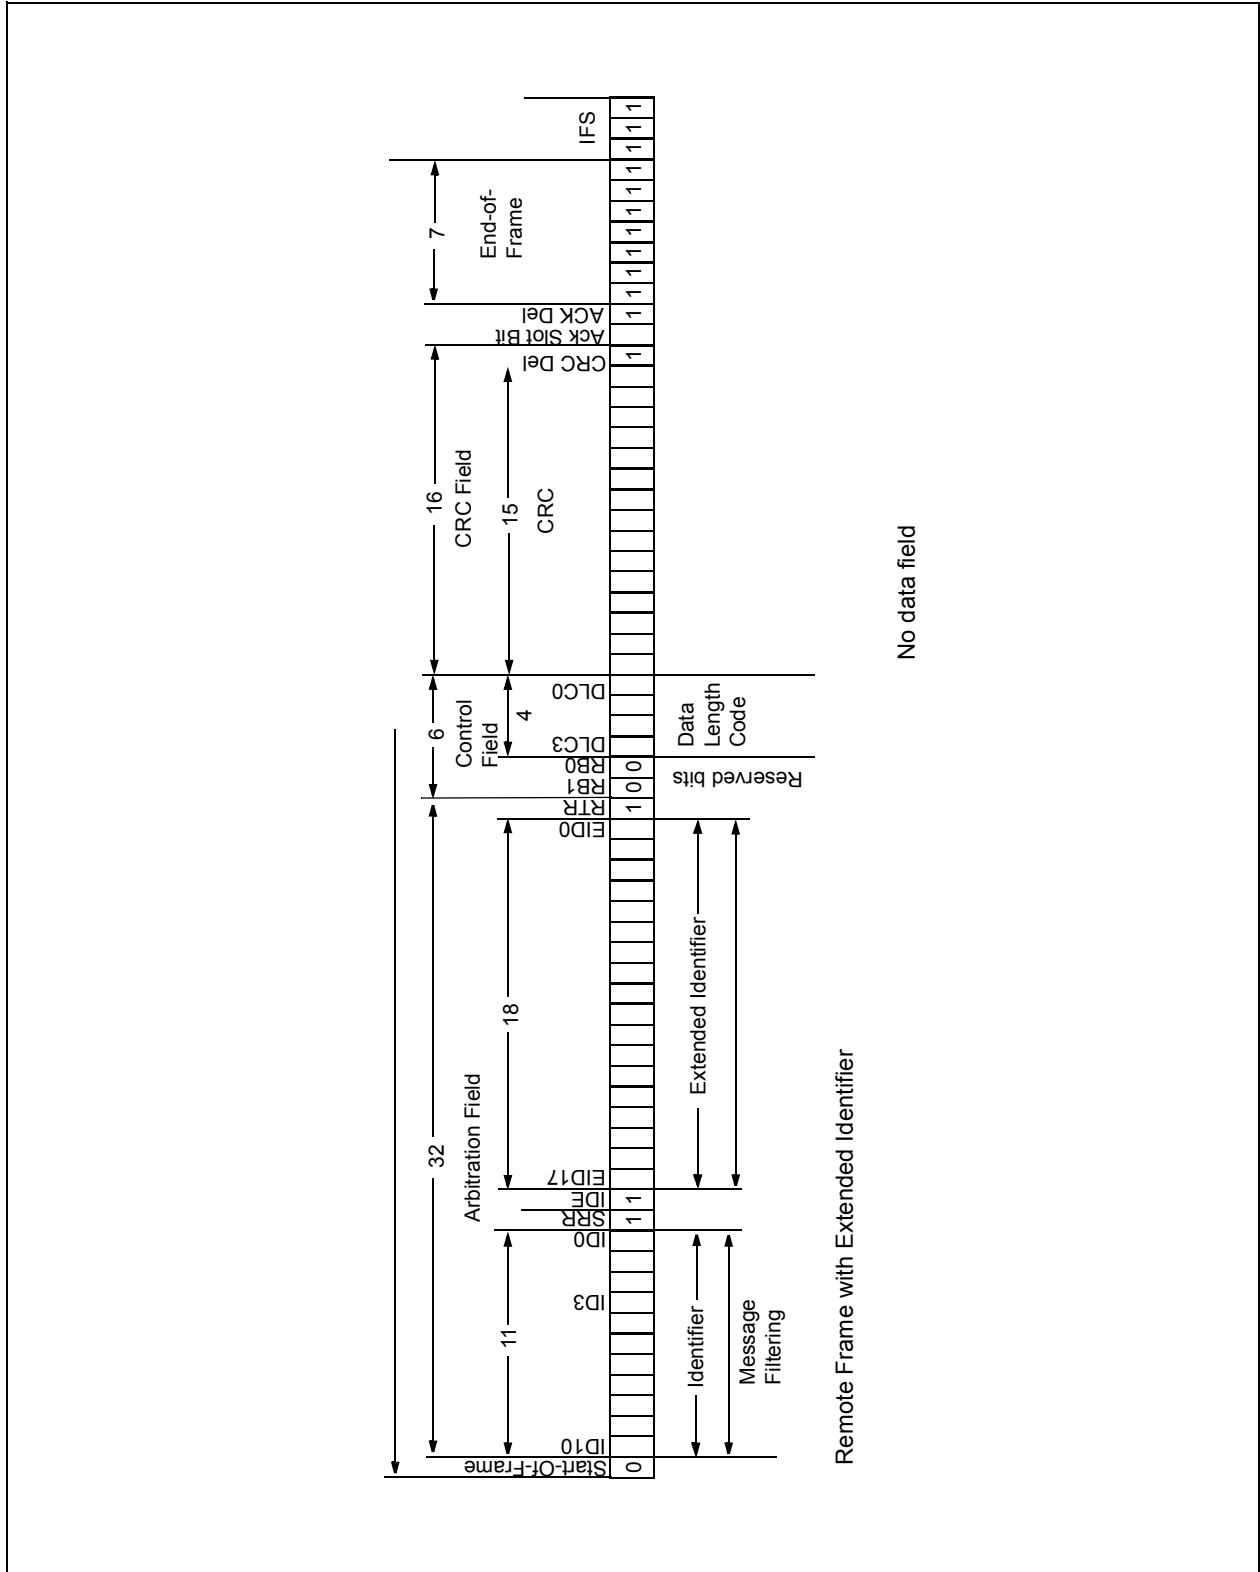 32
6
16
7
Arbitration Field
Control
Field
CRC Field
End-of-
Frame
IFS
11
18
4
15
CRC
Start-Of-Frame
ID10
ID3
ID0
SRR
IDE
EID17
EID0
RTR
RB1
RB0
DLC3
DLC0
CRC Del
Ack Slot Bit
ACK Del
0
1
1
1
0
0
1
1
1
1
1
1
1
1
1
1
1
1
Identifier
Extended Identifier
Reserved bits
Data
Length
Code
Message
Filtering
Remote Frame with Extended Identifier
No data field